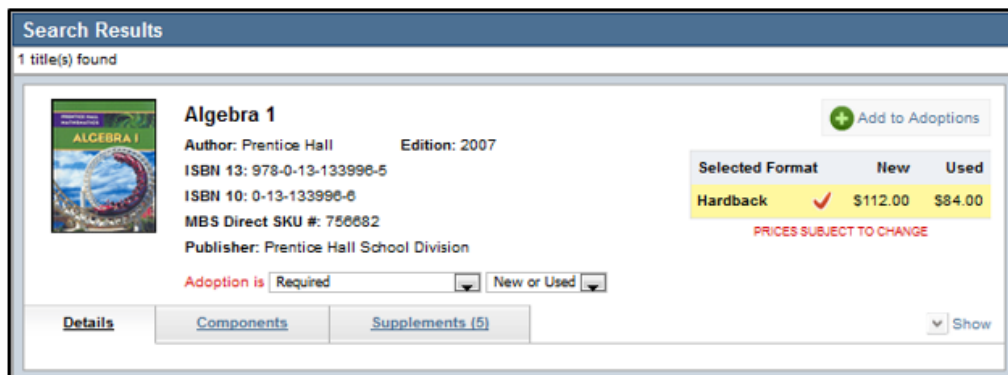 Search Results
1 title(s) found
PRENTICE HALL
MATHEMATICS
ALGEBRA 1
Algebra 1
Add to Adoptions
Author: Prentice Hall Edition: 2007
ISBN 13: 978-0-13-133996-5
ISBN 10: 0-13-133996-6
MBS Direct SKU #: 756682
Publisher: Prentice Hall School Division
Selected Format New Used
Hardback $112.00 $84.00
PRICES SUBJECT TO CHANGE
Adoption is Required New or Used
Details Components Supplements (5) Show